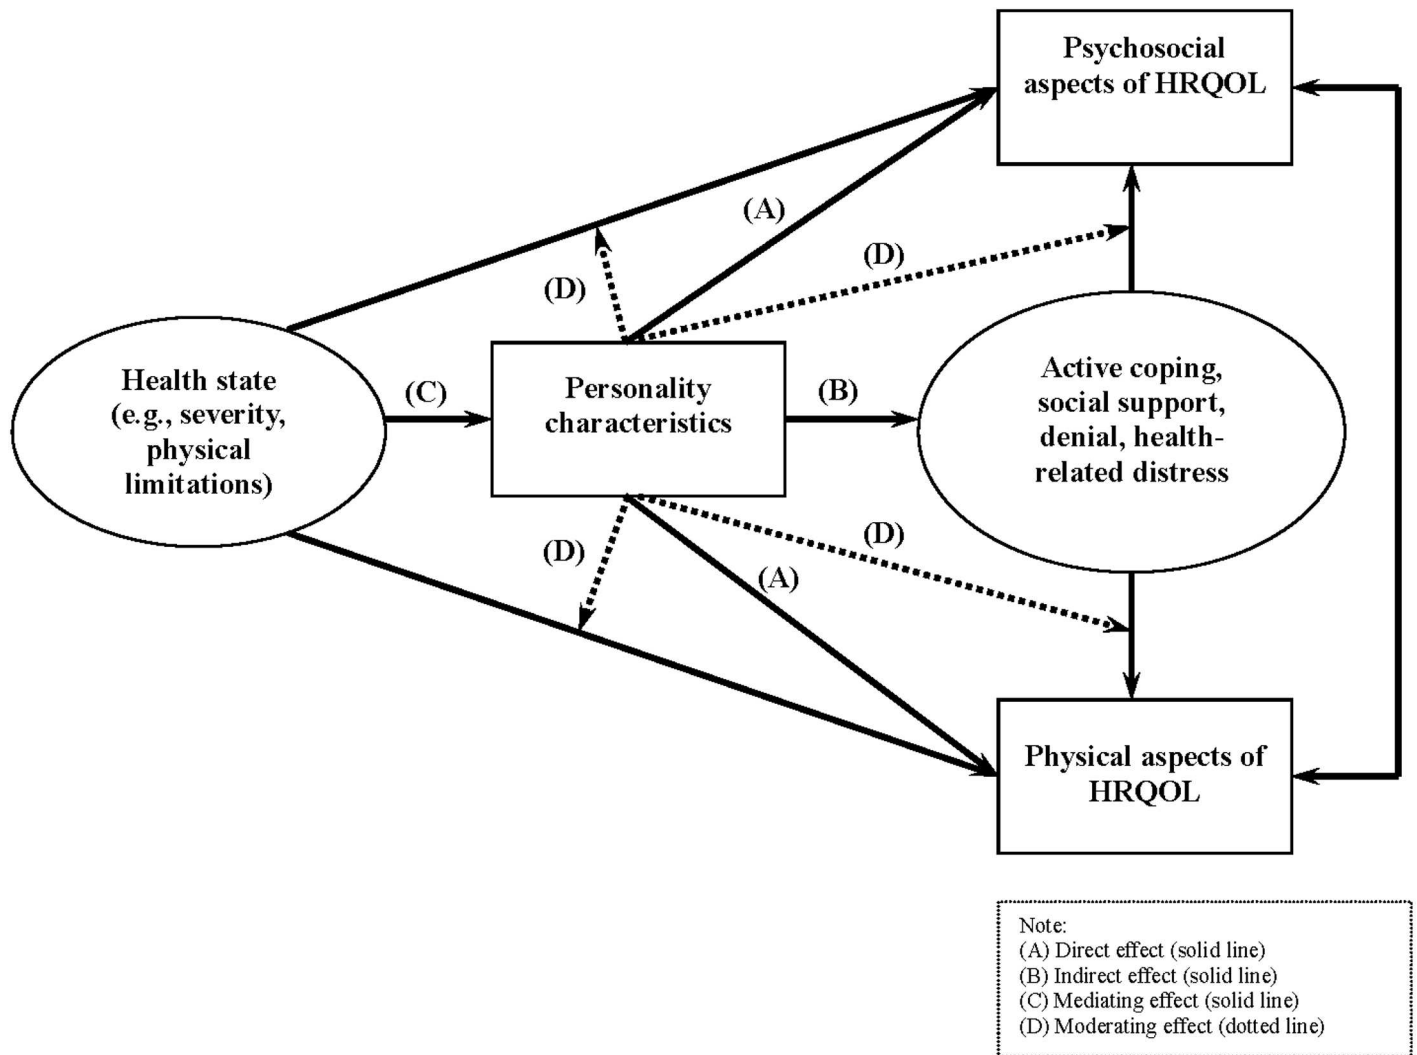 Psychosocial
aspects of HRQOL
(A)
(D)
(D)
Health state
(e.g., severity,
physical
limitations)
(C)
Personality
characteristics
(B)
Active coping,
social support,
denial, health-
related distress
(D)
(D)
(A)
Physical aspects of
HRQOL
Note:
(A) Direct effect (solid line)
(B) Indirect effect (solid line)
(C) Mediating effect (solid line)
(D) Moderating effect (dotted line)